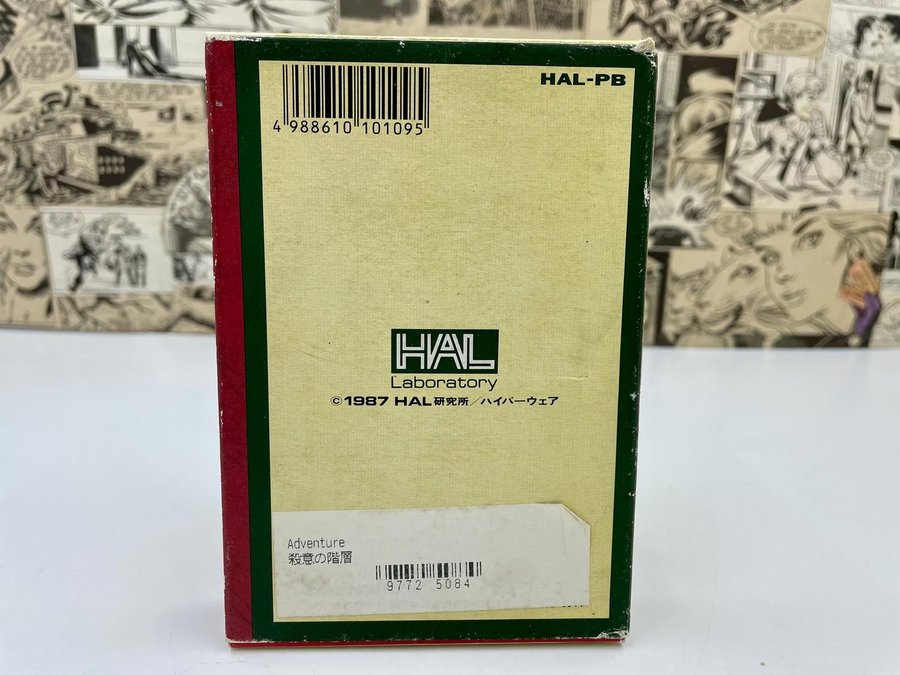 HAL-PB
4 988610 101095
HAL
Laboratory
©1987 HAL研究所/ハイパーウェア
Adventure
殺意の階層
9772 5084